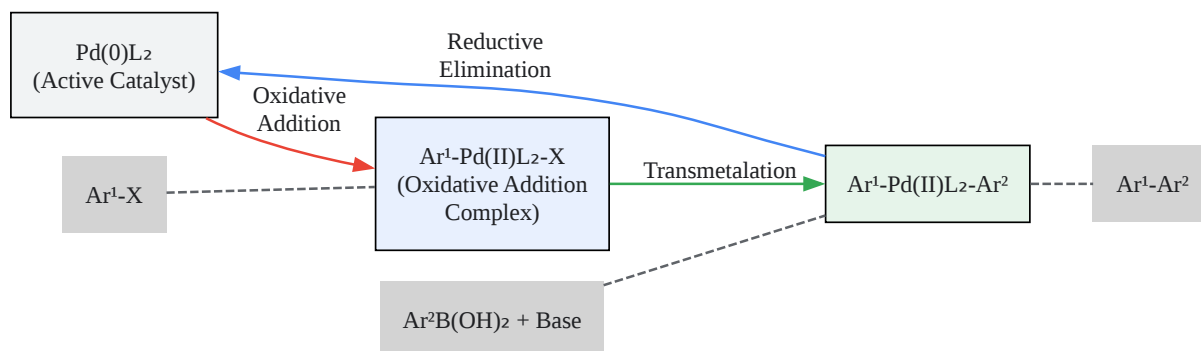 Pd(0)L₂
(Active Catalyst)
Reductive
Elimination
Oxidative
Addition
Ar¹-X
Ar¹-Pd(II)L₂-X
(Oxidative Addition
Complex)
Transmetalation
Ar¹-Pd(II)L₂-Ar²
Ar¹-Ar²
Ar²B(OH)₂ + Base